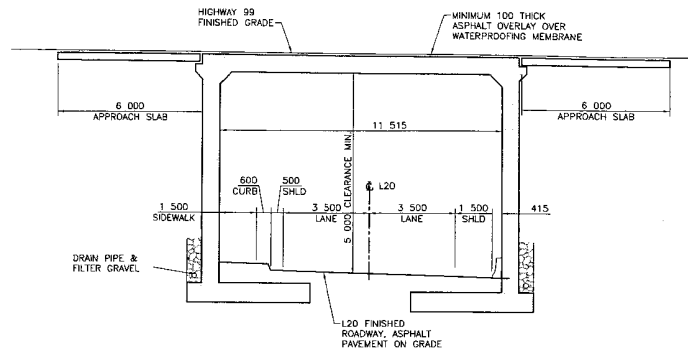 HIGHWAY 99
FINISHED GRADE
MINIMUM 100 THICK
ASPHALT OVERLAY OVER
WATERPROOFING MEMBRANE
6 000
APPROACH SLAB
6 000
APPROACH SLAB
11 515
5 000 CLEARANCE MIN.
600
CURB
500
SHLD
℄ L20
1 500
SIDEWALK
3 500
LANE
3 500
LANE
1 500
SHLD
415
DRAIN PIPE &
FILTER GRAVEL
L20 FINISHED
ROADWAY, ASPHALT
PAVEMENT ON GRADE